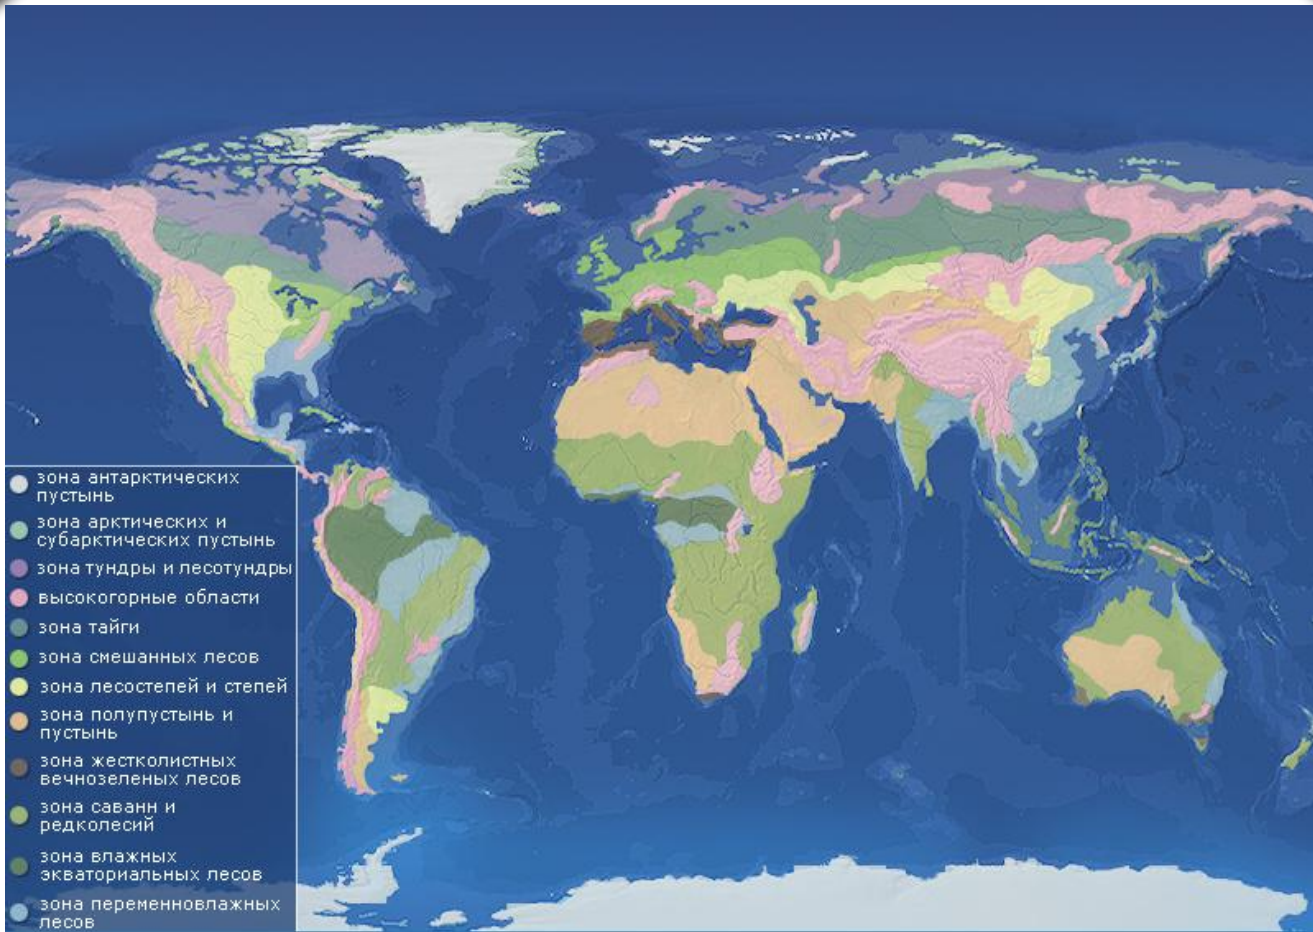 зона антарктических
пустынь
зона арктических и
субарктических пустынь
зона тундры и лесотундры
высокогорные области
зона тайги
зона смешанных лесов
зона лесостепей и степей
зона полупустынь и
пустынь
зона жестколистных
вечнозеленых лесов
зона саванн и
редколесий
зона влажных
экваториальных лесов
зона переменновлажных
лесов